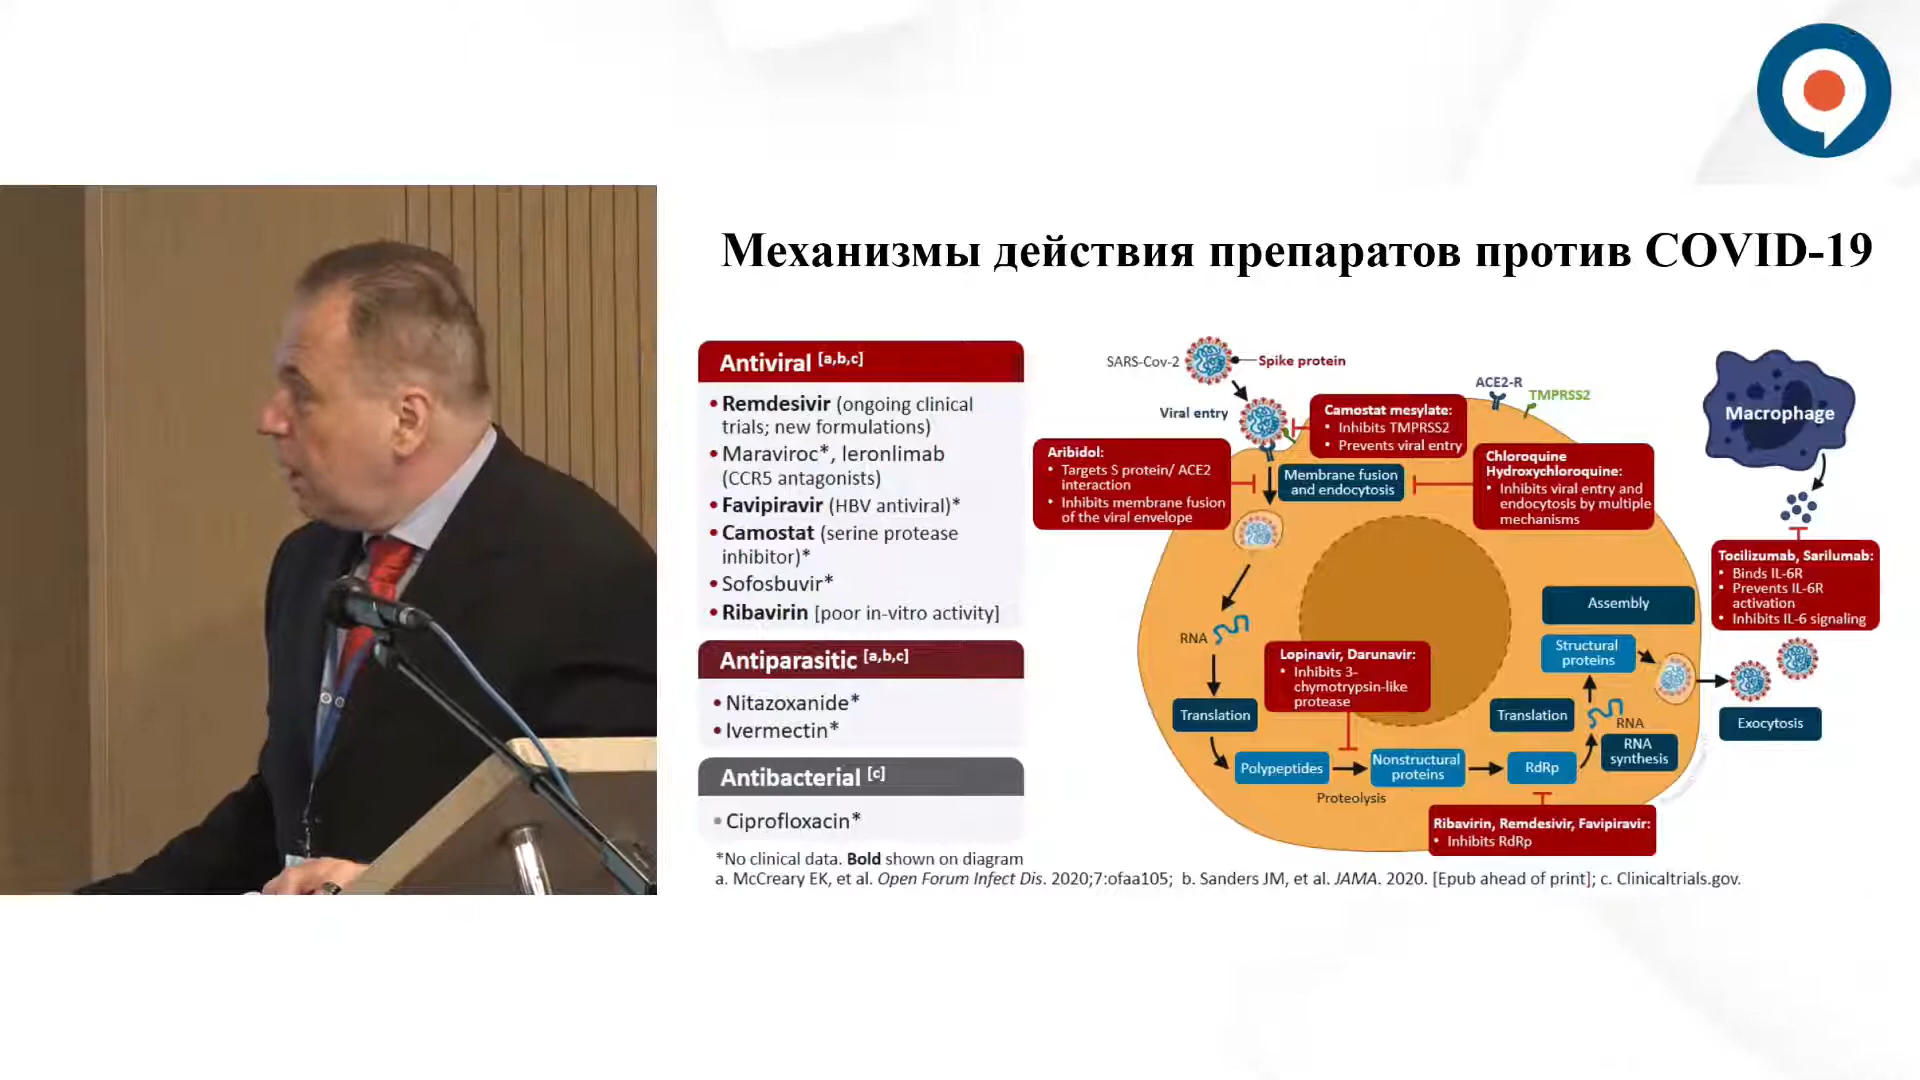 Механизмы действия препаратов против COVID-19
Antiviral [a,b,c]
• Remdesivir (ongoing clinical
trials; new formulations)
• Maraviroc*, leronlimab
(CCR5 antagonists)
• Favipiravir (HBV antiviral)*
• Camostat (serine protease
inhibitor)*
• Sofosbuvir*
• Ribavirin [poor in-vitro activity]
Antiparasitic [a,b,c]
• Nitazoxanide*
• Ivermectin*
Antibacterial [c]
• Ciprofloxacin*
SARS-Cov-2
Spike protein
Viral entry
ACE2-R
TMPRSS2
Camostat mesylate:
• Inhibits TMPRSS2
• Prevents viral entry
Aribidol:
• Targets S protein/ ACE2
interaction
• Inhibits membrane fusion
of the viral envelope
Membrane fusion
and endocytosis
Chloroquine
Hydroxychloroquine:
• Inhibits viral entry and
endocytosis by multiple
mechanisms
Macrophage
Tocilizumab, Sarilumab:
• Binds IL-6R
• Prevents IL-6R
activation
• Inhibits IL-6 signaling
RNA
Lopinavir, Darunavir:
• Inhibits 3-
chymotrypsin-like
protease
Assembly
Structural
proteins
Translation
Translation
RNA
RNA
synthesis
Exocytosis
Polypeptides
Nonstructural
proteins
RdRp
Proteolysis
Ribavirin, Remdesivir, Favipiravir:
• Inhibits RdRp
*No clinical data. Bold shown on diagram
a. McCreary EK, et al. Open Forum Infect Dis. 2020;7:ofaa105; b. Sanders JM, et al. JAMA. 2020. [Epub ahead of print]; c. Clinicaltrials.gov.